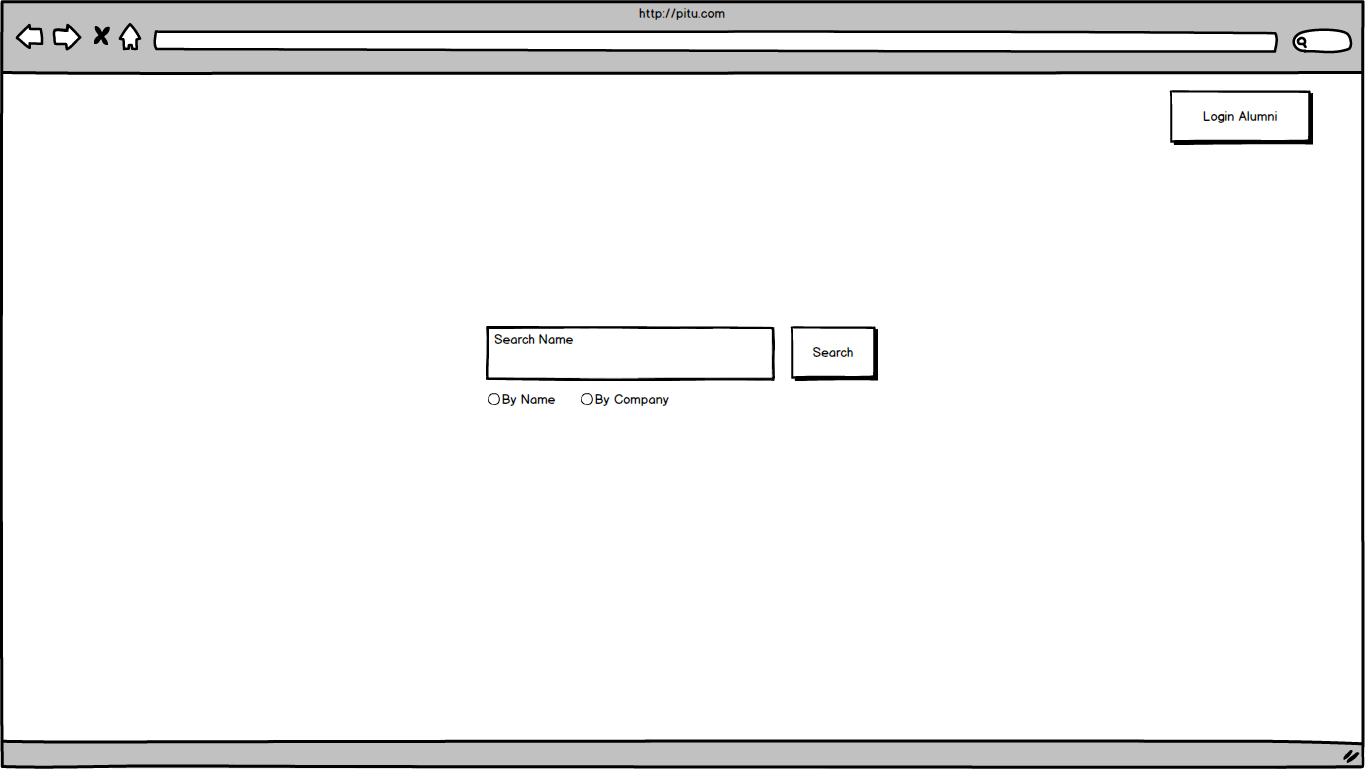 http://pitu.com
Login Alumni
Search Name
Search
By Name
By Company